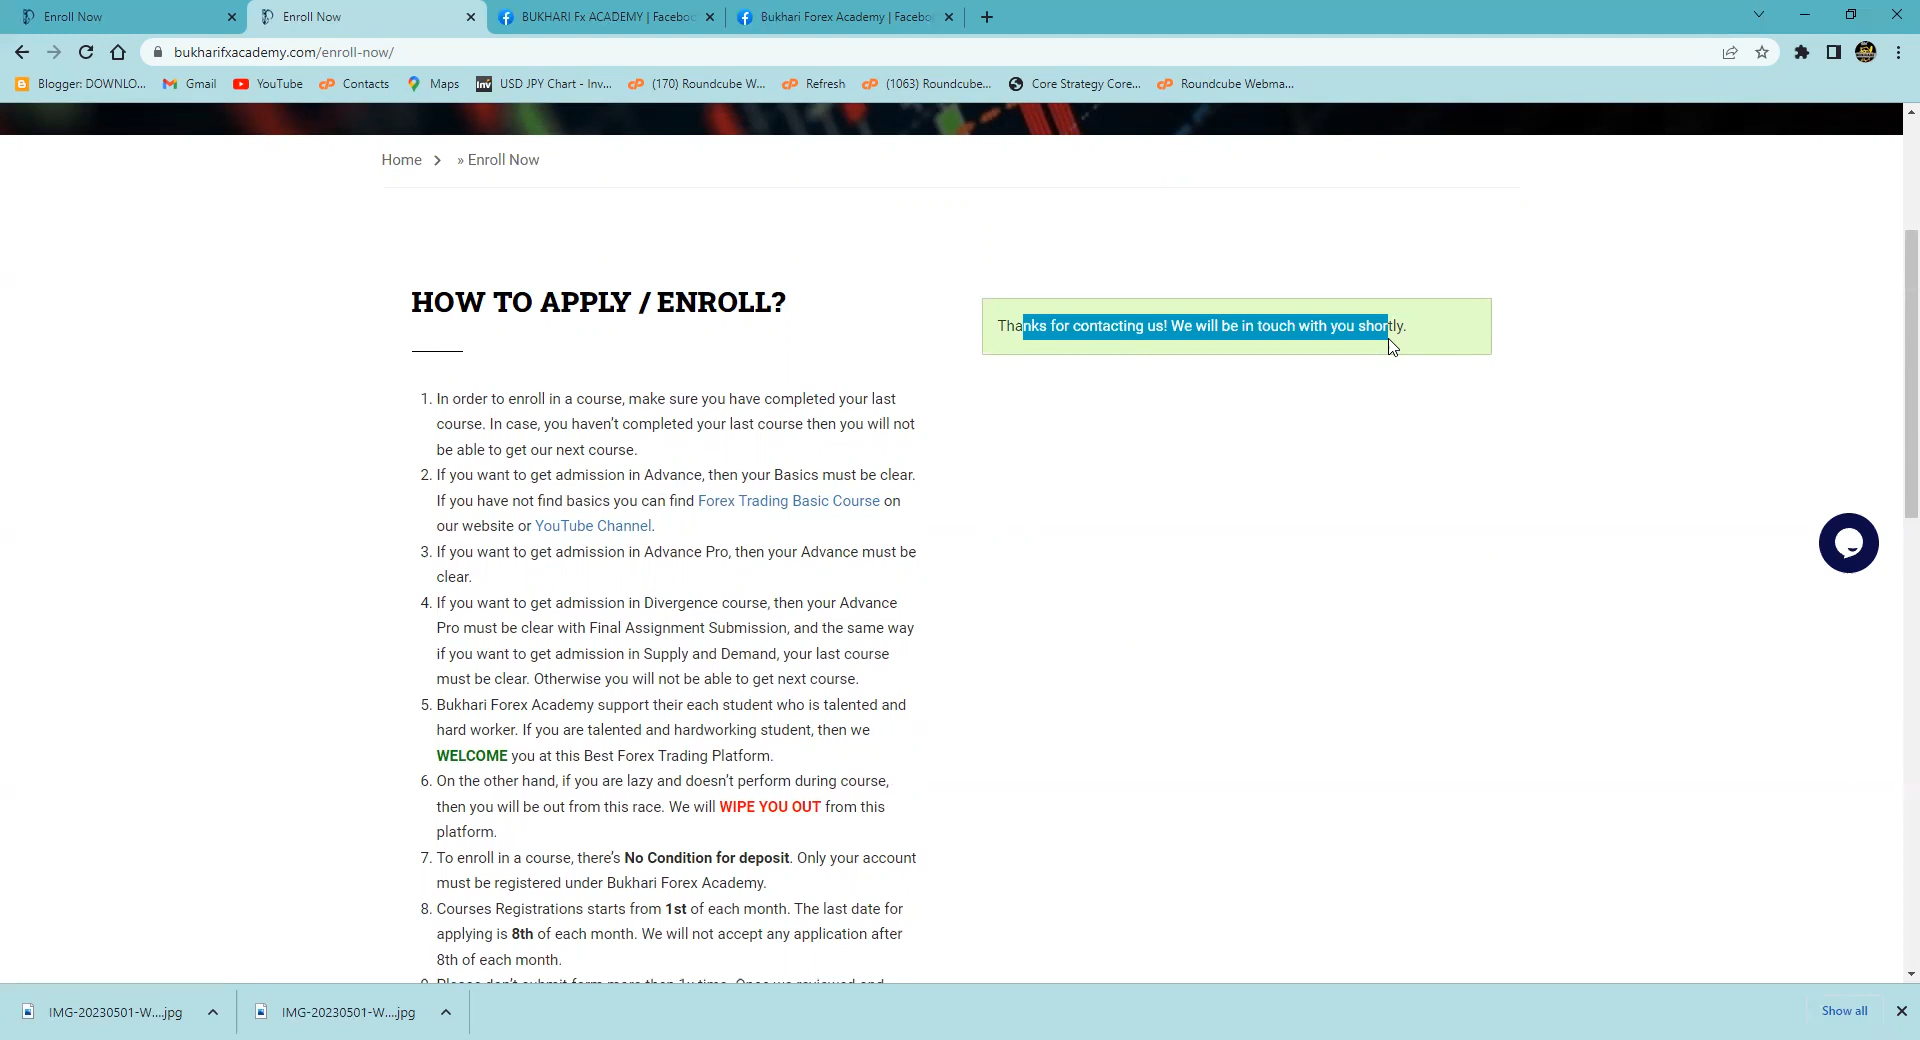 Enroll Now
Enroll Now
BUKHARI Fx ACADEMY | Faceboo
Bukhari Forex Academy | Facebo
bukharifxacademy.com/enroll-now/
Blogger: DOWNLO...
Gmail
YouTube
Contacts
Maps
USD JPY Chart - Inv...
(170) Roundcube W...
Refresh
(1063) Roundcube...
Core Strategy Core...
Roundcube Webma...
Home
» Enroll Now
HOW TO APPLY / ENROLL?
Thanks for contacting us! We will be in touch with you shortly.
1. In order to enroll in a course, make sure you have completed your last
course. In case, you haven’t completed your last course then you will not
be able to get our next course.
2. If you want to get admission in Advance, then your Basics must be clear.
If you have not find basics you can find Forex Trading Basic Course on
our website or YouTube Channel.
3. If you want to get admission in Advance Pro, then your Advance must be
clear.
4. If you want to get admission in Divergence course, then your Advance
Pro must be clear with Final Assignment Submission, and the same way
if you want to get admission in Supply and Demand, your last course
must be clear. Otherwise you will not be able to get next course.
5. Bukhari Forex Academy support their each student who is talented and
hard worker. If you are talented and hardworking student, then we
WELCOME you at this Best Forex Trading Platform.
6. On the other hand, if you are lazy and doesn’t perform during course,
then you will be out from this race. We will WIPE YOU OUT from this
platform.
7. To enroll in a course, there’s No Condition for deposit. Only your account
must be registered under Bukhari Forex Academy.
8. Courses Registrations starts from 1st of each month. The last date for
applying is 8th of each month. We will not accept any application after
8th of each month.
9. Please don’t submit form more than 1x time. Once we reviewed and
IMG-20230501-W....jpg
IMG-20230501-W....jpg
Show all